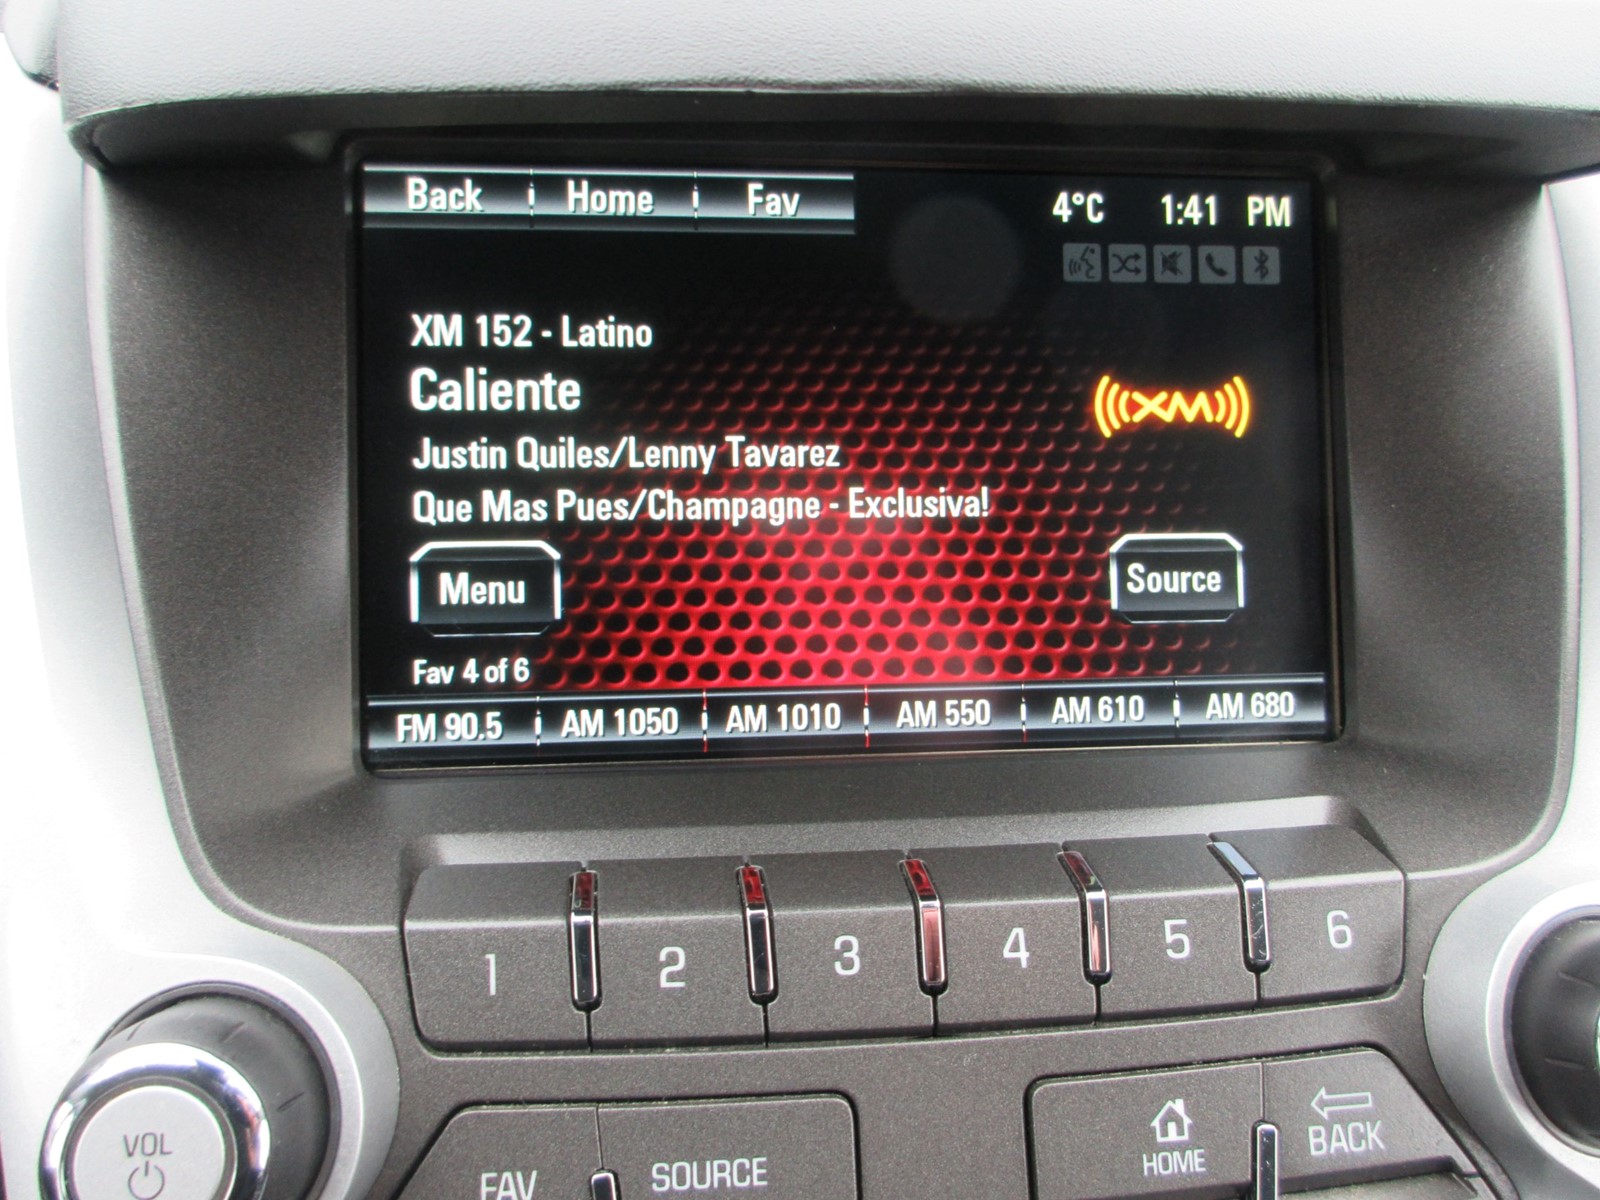 Back Home Fav 4°C 1:41 PM
XM 152 - Latino
Caliente
XM
Justin Quiles/Lenny Tavarez
Que Mas Pues/Champagne - Exclusiva!
Menu Source
Fav 4 of 6
FM 90.5 AM 1050 AM 1010 AM 550 AM 610 AM 680
1 2 3 4 5 6
VOL FAV SOURCE HOME BACK